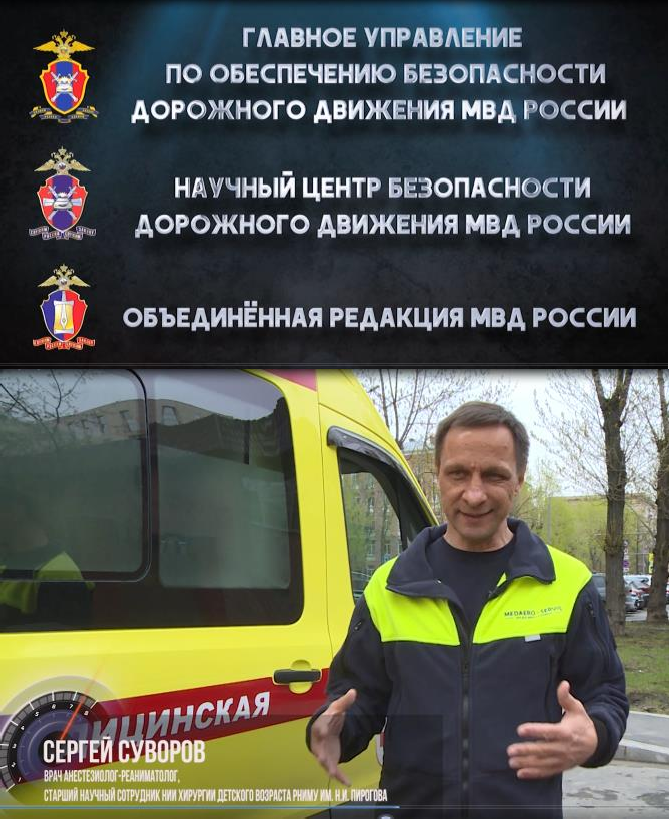 ГЛАВНОЕ УПРАВЛЕНИЕ
ПО ОБЕСПЕЧЕНИЮ БЕЗОПАСНОСТИ
ДОРОЖНОГО ДВИЖЕНИЯ МВД РОССИИ
НАУЧНЫЙ ЦЕНТР БЕЗОПАСНОСТИ
ДОРОЖНОГО ДВИЖЕНИЯ МВД РОССИИ
ОБЪЕДИНЁННАЯ РЕДАКЦИЯ МВД РОССИИ
ИЦИНСКАЯ
СЕРГЕЙ СУВОРОВ
ВРАЧ АНЕСТЕЗИОЛОГ-РЕАНИМАТОЛОГ,
СТАРШИЙ НАУЧНЫЙ СОТРУДНИК НИИ ХИРУРГИИ ДЕТСКОГО ВОЗРАСТА РНИМУ ИМ. Н.И. ПИРОГОВА